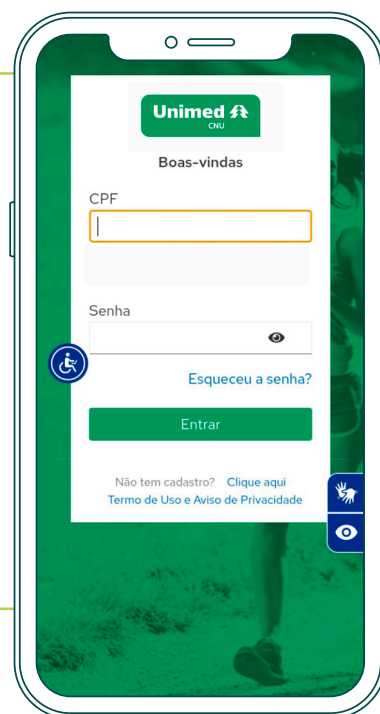 Unimed
CNU
Boas-vindas
CPF
Senha
Esqueceu a senha?
Entrar
Não tem cadastro? Clique aqui
Termo de Uso e Aviso de Privacidade